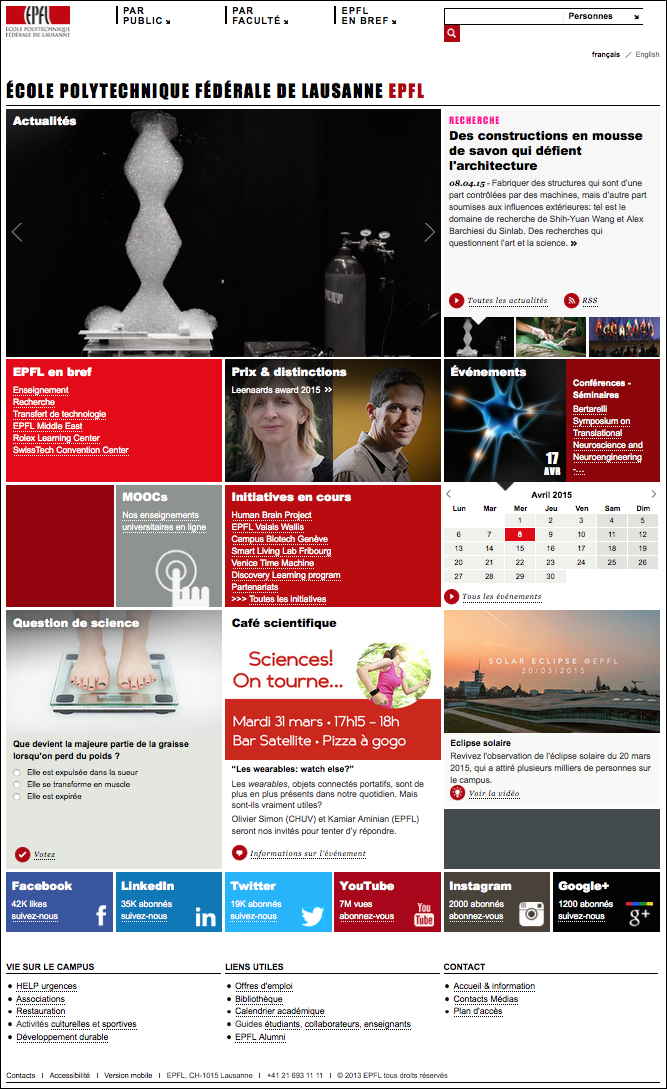 EPFL
ÉCOLE POLYTECHNIQUE
FÉDÉRALE DE LAUSANNE
PAR
PUBLIC
PAR
FACULTÉ
EPFL
EN BREF
Personnes
français / English
ÉCOLE POLYTECHNIQUE FÉDÉRALE DE LAUSANNE EPFL
Actualités
RECHERCHE
Des constructions en mousse
de savon qui défient
l'architecture
08.04.15 - Fabriquer des structures qui sont d'une
part contrôlées par des machines, mais d'autre part
soumises aux influences extérieures: tel est le
domaine de recherche de Shih-Yuan Wang et Alex
Barchiesi du Sinlab. Des recherches qui
questionnent l'art et la science. »
Toutes les actualités
RSS
EPFL en bref
Enseignement
Recherche
Transfert de technologie
EPFL Middle East
Rolex Learning Center
SwissTech Convention Center
Prix & distinctions
Leenaards award 2015 »
Événements
17
AVR
Conférences -
Séminaires
Bertarelli
Symposium on
Translational
Neuroscience and
Neuroengineering
-…
MOOCs
Nos enseignements
universitaires en ligne
Initiatives en cours
Human Brain Project
EPFL Valais Wallis
Campus Biotech Genève
Smart Living Lab Fribourg
Venice Time Machine
Discovery Learning program
Partenariats
>>> Toutes les initiatives
Avril 2015
Lun Mar Mer Jeu Ven Sam Dim
1 2 3 4 5
6 7 8 9 10 11 12
13 14 15 16 17 18 19
20 21 22 23 24 25 26
27 28 29 30
Tous les événements
Question de science
Que devient la majeure partie de la graisse
lorsqu'on perd du poids ?
Elle est expulsée dans la sueur
Elle se transforme en muscle
Elle est expirée
Votez
Café scientifique
Sciences!
On tourne...
Mardi 31 mars • 17h15 – 18h
Bar Satellite • Pizza à gogo
“Les wearables: watch else?”
Les wearables, objets connectés portatifs, sont de
plus en plus présents dans notre quotidien. Mais
sont-ils vraiment utiles?
Olivier Simon (CHUV) et Kamiar Aminian (EPFL)
seront nos invités pour tenter d'y répondre.
Informations sur l'événement
SOLAR ECLIPSE @EPFL
20/03/2015
Eclipse solaire
Revivez l'observation de l'éclipse solaire du 20 mars
2015, qui a attiré plusieurs milliers de personnes sur
le campus.
Voir la vidéo
Facebook
42K likes
suivez-nous
f
LinkedIn
35K abonnés
suivez-nous
in
Twitter
19K abonnés
suivez-nous
YouTube
7M vues
abonnez-vous
You
Tube
Instagram
2000 abonnés
abonnez-vous
Google+
1200 abonnés
suivez-nous
g+
VIE SUR LE CAMPUS
HELP urgences
Associations
Restauration
Activités culturelles et sportives
Développement durable
LIENS UTILES
Offres d'emploi
Bibliothèque
Calendrier académique
Guides étudiants, collaborateurs, enseignants
EPFL Alumni
CONTACT
Accueil & information
Contacts Médias
Plan d'accès
Contacts | Accessibilité | Version mobile | EPFL, CH-1015 Lausanne | +41 21 693 11 11 | © 2013 EPFL tous droits réservés